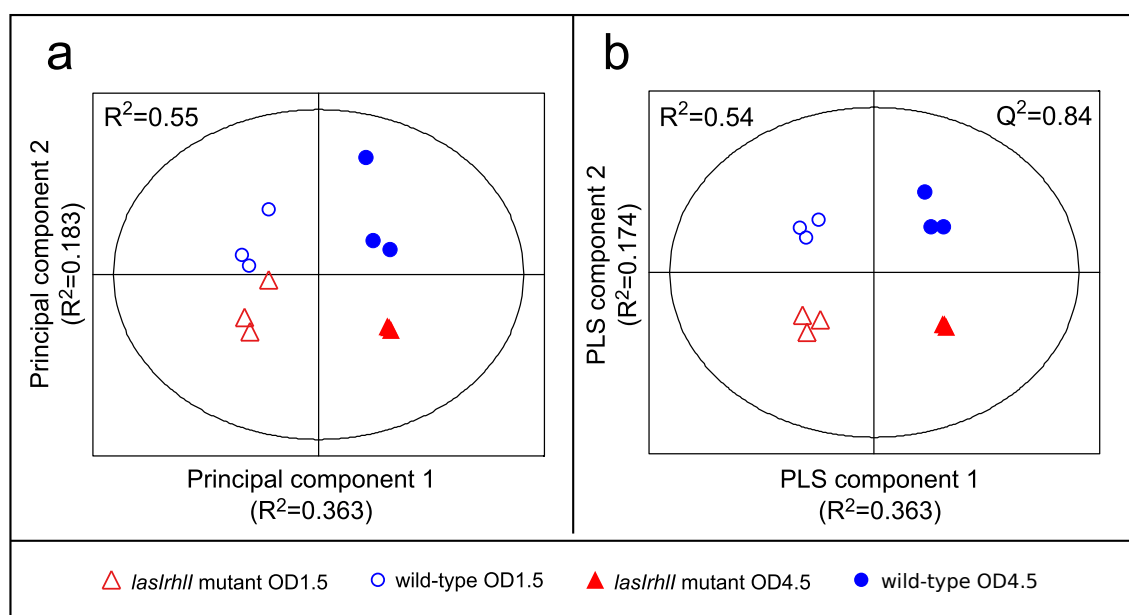 a
R²=0.55
Principal component 2
(R²=0.183)
Principal component 1
(R²=0.363)
b
R²=0.54
Q²=0.84
PLS component 2
(R²=0.174)
PLS component 1
(R²=0.363)
lasIrhlI mutant OD1.5
wild-type OD1.5
lasIrhlI mutant OD4.5
wild-type OD4.5